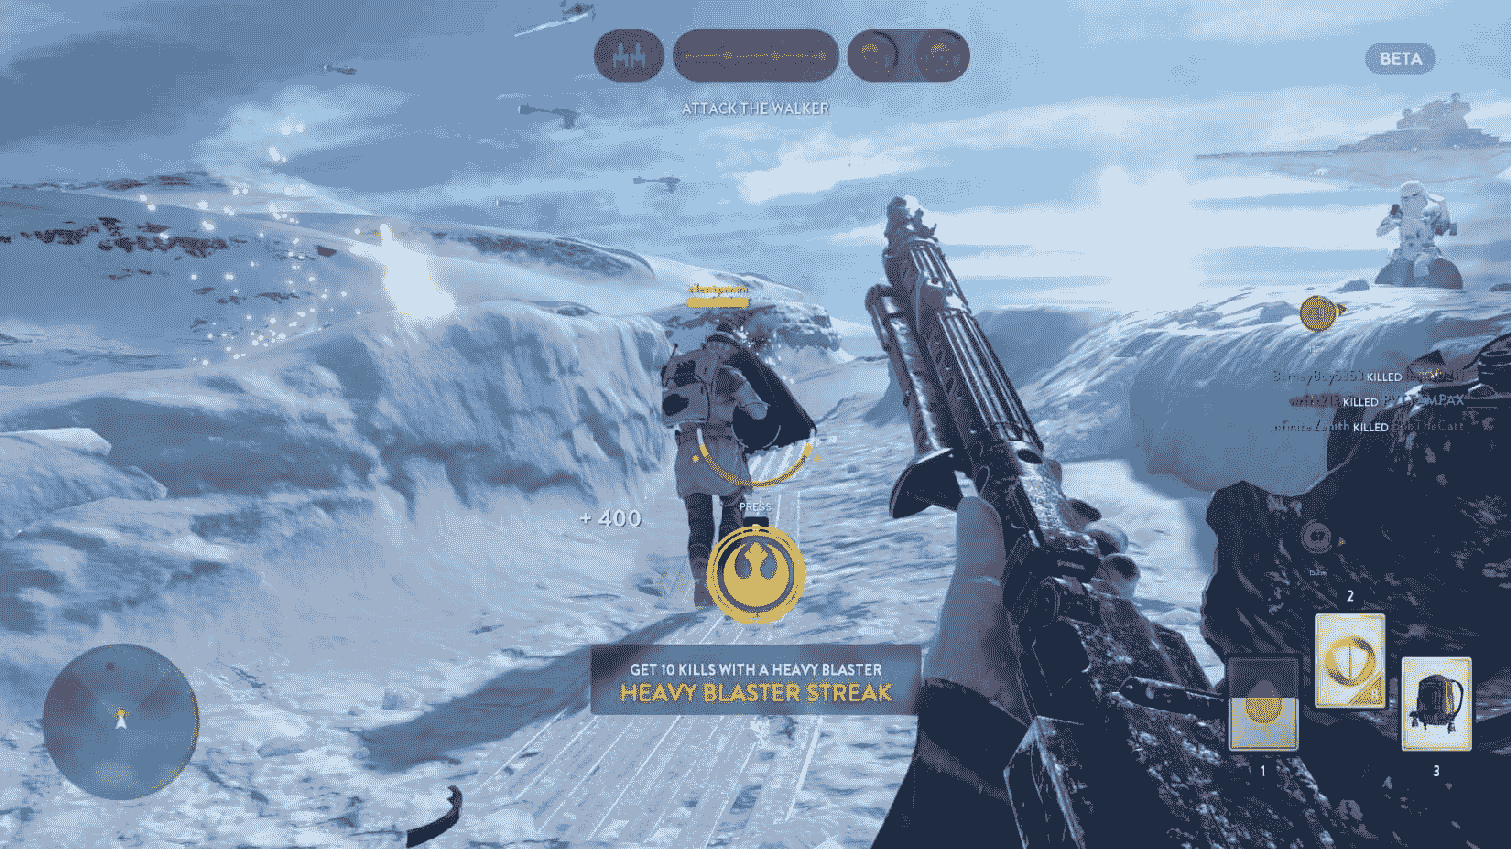 BETA
ATTACK THE WALKER
KILLED
KILLED
KILLED
+ 400
PRESS
GET 10 KILLS WITH A HEAVY BLASTER
HEAVY BLASTER STREAK
2
1
3